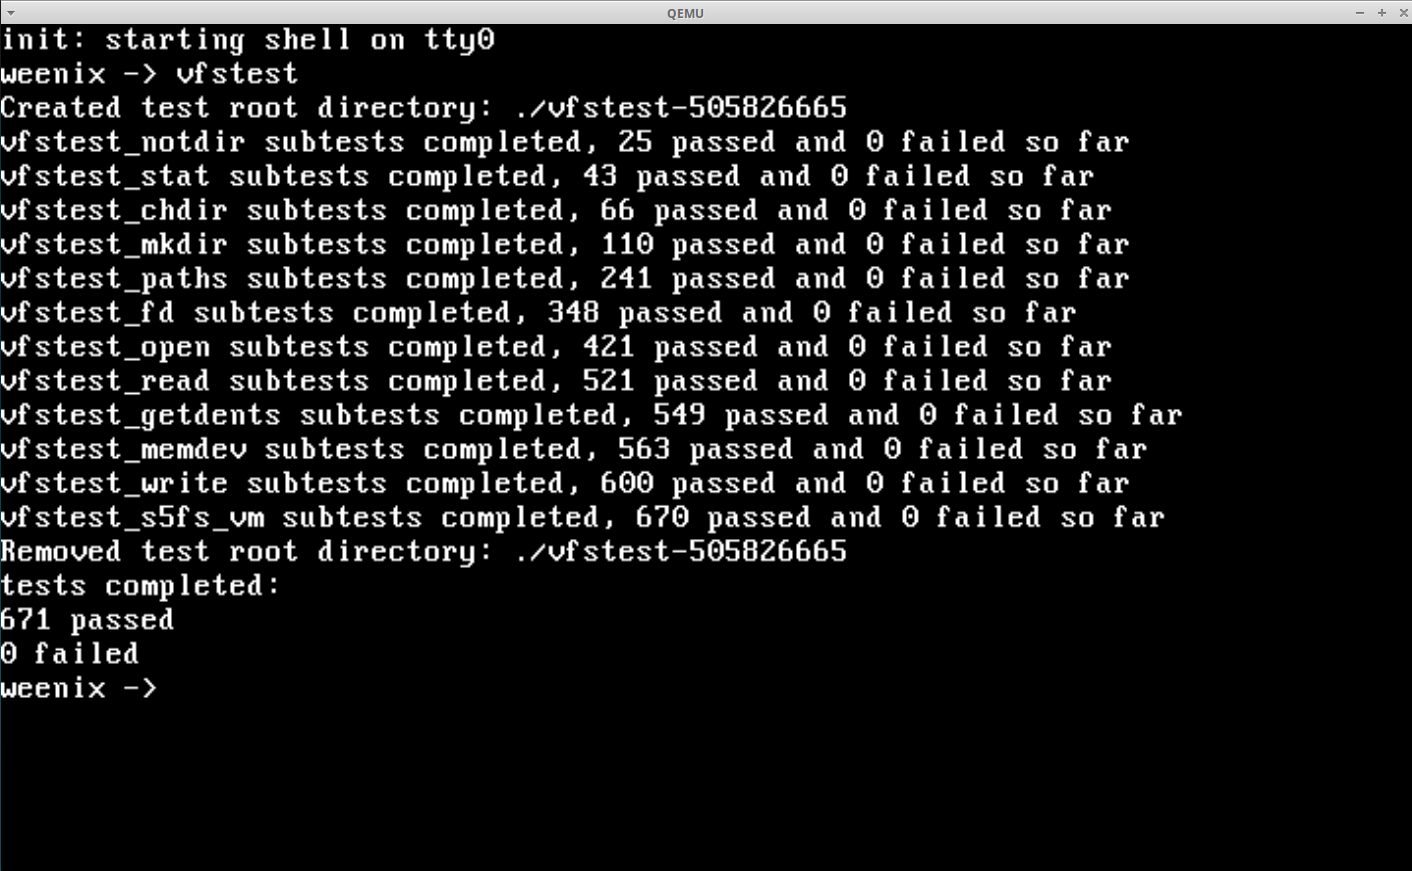 QEMU
init: starting shell on tty0
weenix -> vfstest
Created test root directory: ./vfstest-505826665
vfstest_notdir subtests completed, 25 passed and 0 failed so far
vfstest_stat subtests completed, 43 passed and 0 failed so far
vfstest_chdir subtests completed, 66 passed and 0 failed so far
vfstest_mkdir subtests completed, 110 passed and 0 failed so far
vfstest_paths subtests completed, 241 passed and 0 failed so far
vfstest_fd subtests completed, 348 passed and 0 failed so far
vfstest_open subtests completed, 421 passed and 0 failed so far
vfstest_read subtests completed, 521 passed and 0 failed so far
vfstest_getdents subtests completed, 549 passed and 0 failed so far
vfstest_memdev subtests completed, 563 passed and 0 failed so far
vfstest_write subtests completed, 600 passed and 0 failed so far
vfstest_s5fs_vm subtests completed, 670 passed and 0 failed so far
Removed test root directory: ./vfstest-505826665
tests completed:
671 passed
0 failed
weenix ->